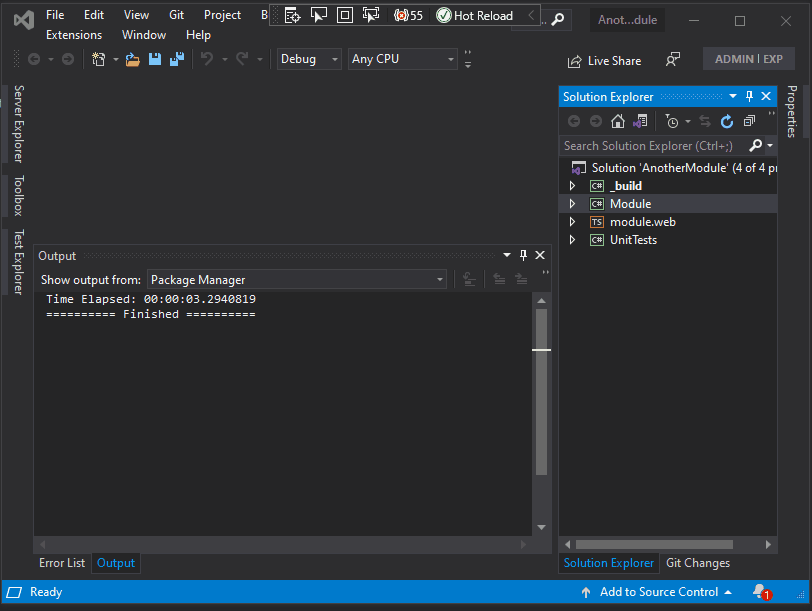 File Edit View Git Project B
55 Hot Reload
Anot...dule
Extensions Window Help
Debug Any CPU
Live Share
ADMIN | EXP
Server Explorer
Toolbox
Test Explorer
Solution Explorer
Properties
Search Solution Explorer (Ctrl+;)
Solution 'AnotherModule' (4 of 4 pr
C# _build
C# Module
TS module.web
C# UnitTests
Output
Show output from: Package Manager
Time Elapsed: 00:00:03.2940819
========== Finished ==========
Error List Output
Solution Explorer Git Changes
Ready
Add to Source Control
1